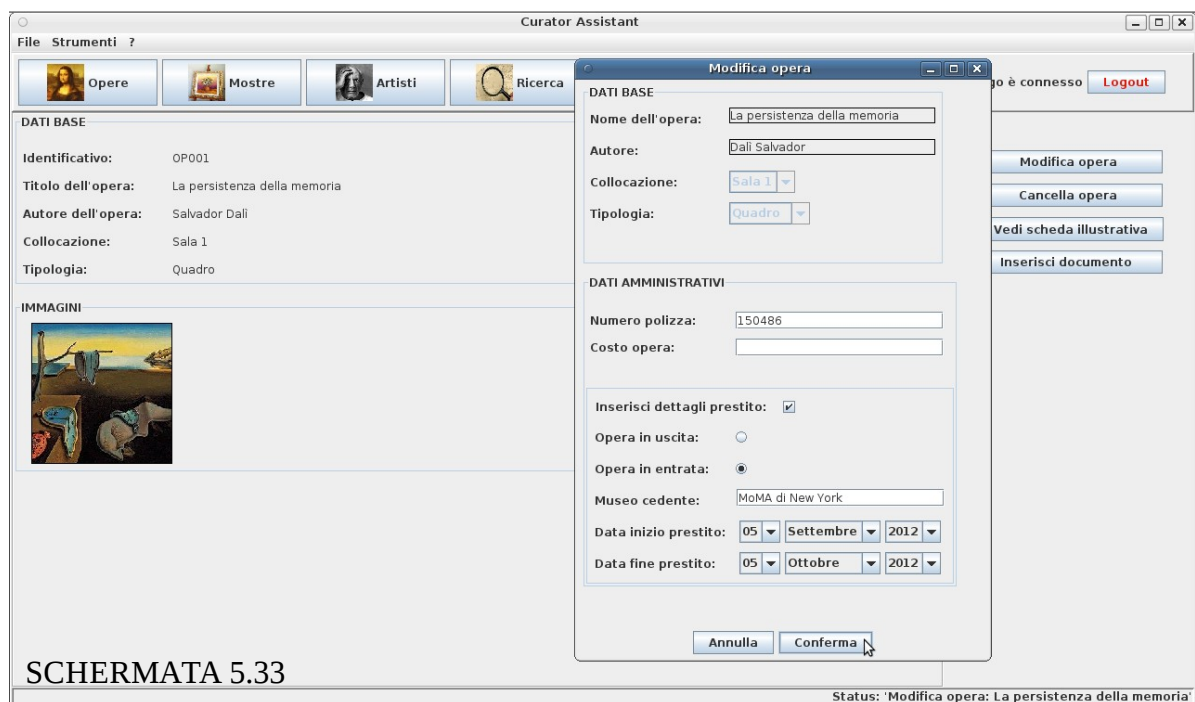 Curator Assistant
File Strumenti ?
Opere Mostre Artisti Ricerca
è connesso Logout
DATI BASE
Identificativo: OP001
Titolo dell'opera: La persistenza della memoria
Autore dell'opera: Salvador Dalì
Collocazione: Sala 1
Tipologia: Quadro
IMMAGINI
Modifica opera
DATI BASE
Nome dell'opera: La persistenza della memoria
Autore: Dalì Salvador
Collocazione: Sala 1
Tipologia: Quadro
DATI AMMINISTRATIVI
Numero polizza: 150486
Costo opera:
Inserisci dettagli prestito:
Opera in uscita:
Opera in entrata:
Museo cedente: MoMA di New York
Data inizio prestito: 05 Settembre 2012
Data fine prestito: 05 Ottobre 2012
Annulla Conferma
Modifica opera
Cancella opera
Vedi scheda illustrativa
Inserisci documento
SCHERMATA 5.33
Status: 'Modifica opera: La persistenza della memoria'